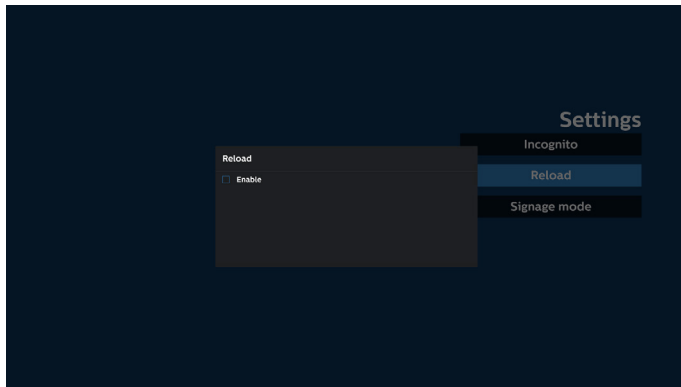 Settings
Incognito
Reload
Signage mode
Reload
Enable